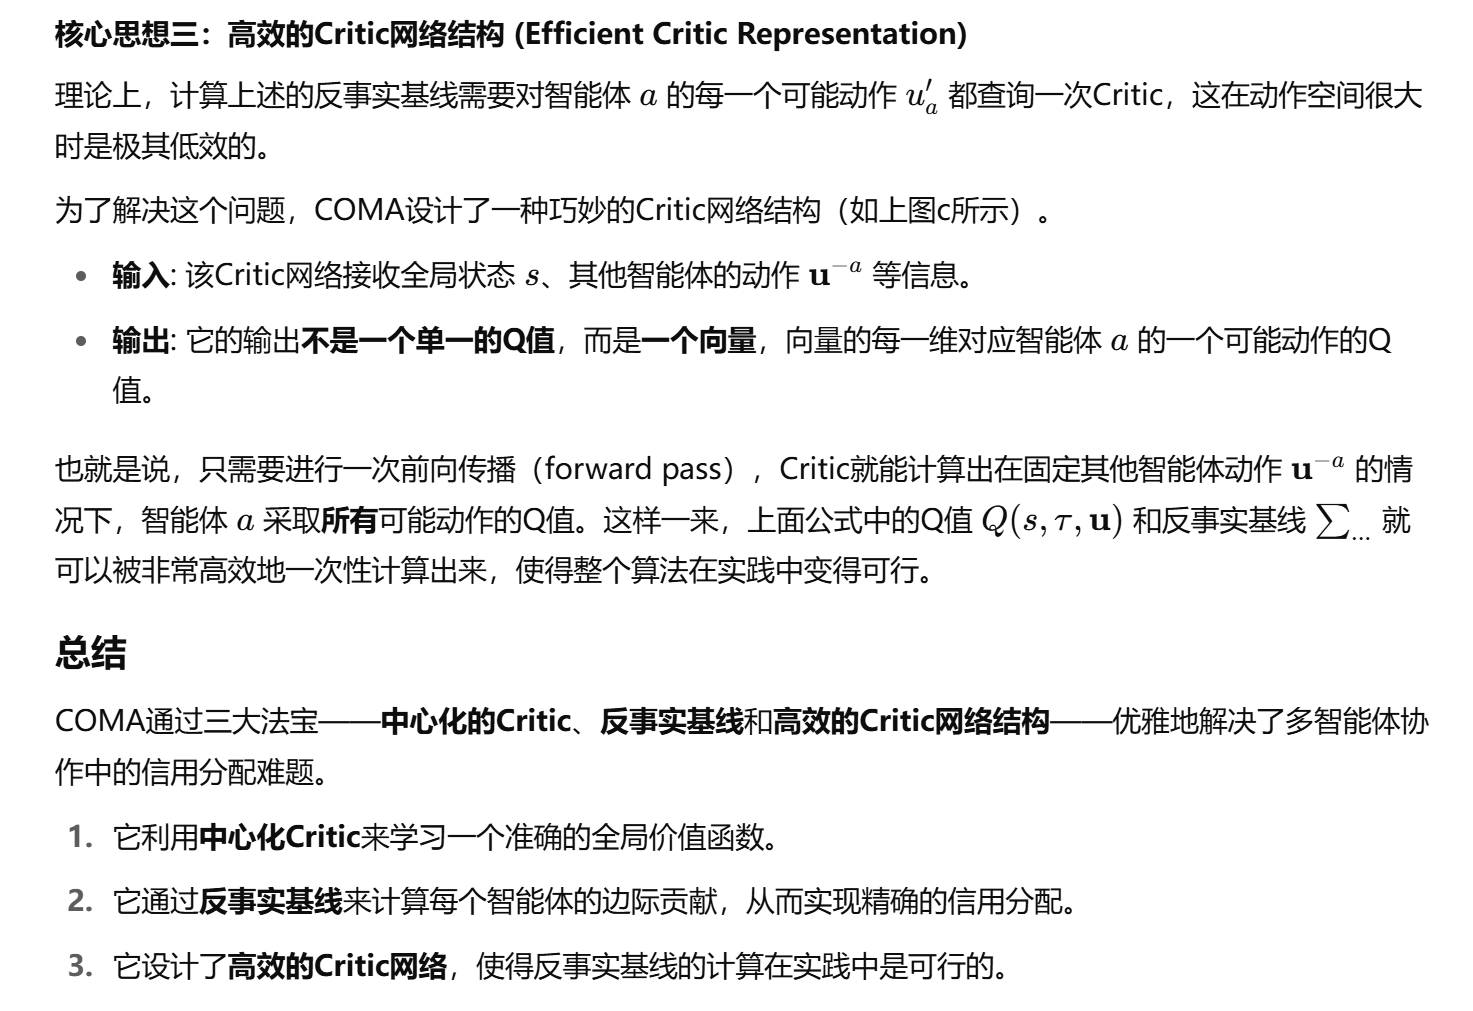 核心思想三：高效的Critic网络结构 (Efficient Critic Representation)
理论上，计算上述的反事实基线需要对智能体 $a$ 的每一个可能动作 $u'_a$ 都查询一次Critic，这在动作空间很大
时是极其低效的。
为了解决这个问题，COMA设计了一种巧妙的Critic网络结构（如上图c所示）。
• 输入: 该Critic网络接收全局状态 $s$、其他智能体的动作 $\mathbf{u}^{-a}$ 等信息。
• 输出: 它的输出不是一个单一的Q值，而是一个向量，向量的每一维对应智能体 $a$ 的一个可能动作的Q
值。
也就是说，只需要进行一次前向传播（forward pass），Critic就能计算出在固定其他智能体动作 $\mathbf{u}^{-a}$ 的情
况下，智能体 $a$ 采取所有可能动作的Q值。这样一来，上面公式中的Q值 $Q(s, \tau, \mathbf{u})$ 和反事实基线 $\sum_{...}$ 就
可以被非常高效地一次性计算出来，使得整个算法在实践中变得可行。
总结
COMA通过三大法宝——中心化的Critic、反事实基线和高效的Critic网络结构——优雅地解决了多智能体协
作中的信用分配难题。
1. 它利用中心化Critic来学习一个准确的全局价值函数。
2. 它通过反事实基线来计算每个智能体的边际贡献，从而实现精确的信用分配。
3. 它设计了高效的Critic网络，使得反事实基线的计算在实践中是可行的。